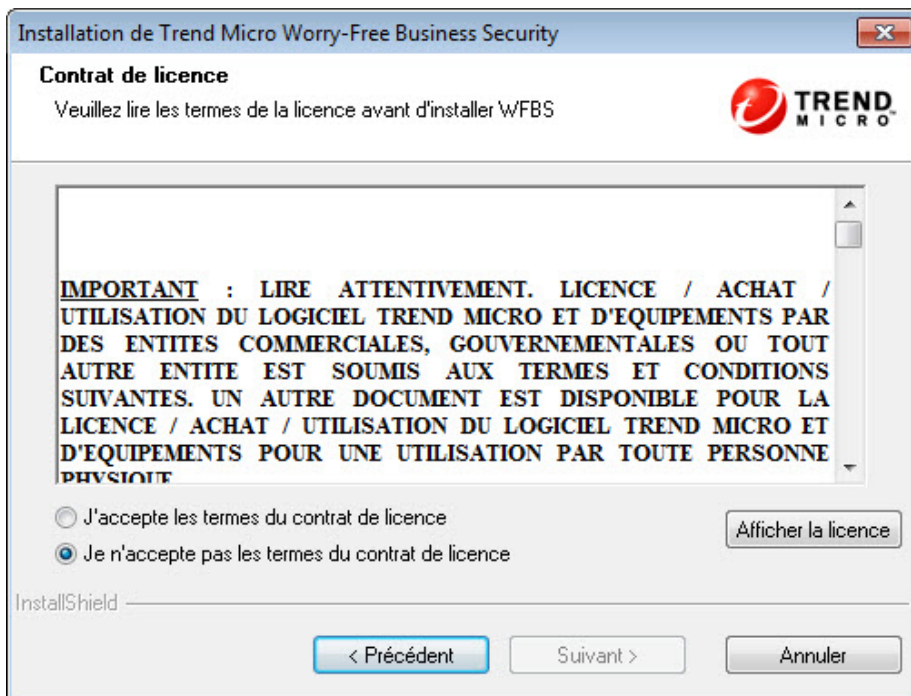 Installation de Trend Micro Worry-Free Business Security
Contrat de licence
Veuillez lire les termes de la licence avant d'installer WFBS
TREND
MICRO™
IMPORTANT : LIRE ATTENTIVEMENT. LICENCE / ACHAT /
UTILISATION DU LOGICIEL TREND MICRO ET D'EQUIPEMENTS PAR
DES ENTITES COMMERCIALES, GOUVERNEMENTALES OU TOUT
AUTRE ENTITE EST SOUMIS AUX TERMES ET CONDITIONS
SUIVANTES. UN AUTRE DOCUMENT EST DISPONIBLE POUR LA
LICENCE / ACHAT / UTILISATION DU LOGICIEL TREND MICRO ET
D'EQUIPEMENTS POUR UNE UTILISATION PAR TOUTE PERSONNE
PHYSIQUE
J'accepte les termes du contrat de licence
Je n'accepte pas les termes du contrat de licence
Afficher la licence
InstallShield
< Précédent
Suivant >
Annuler